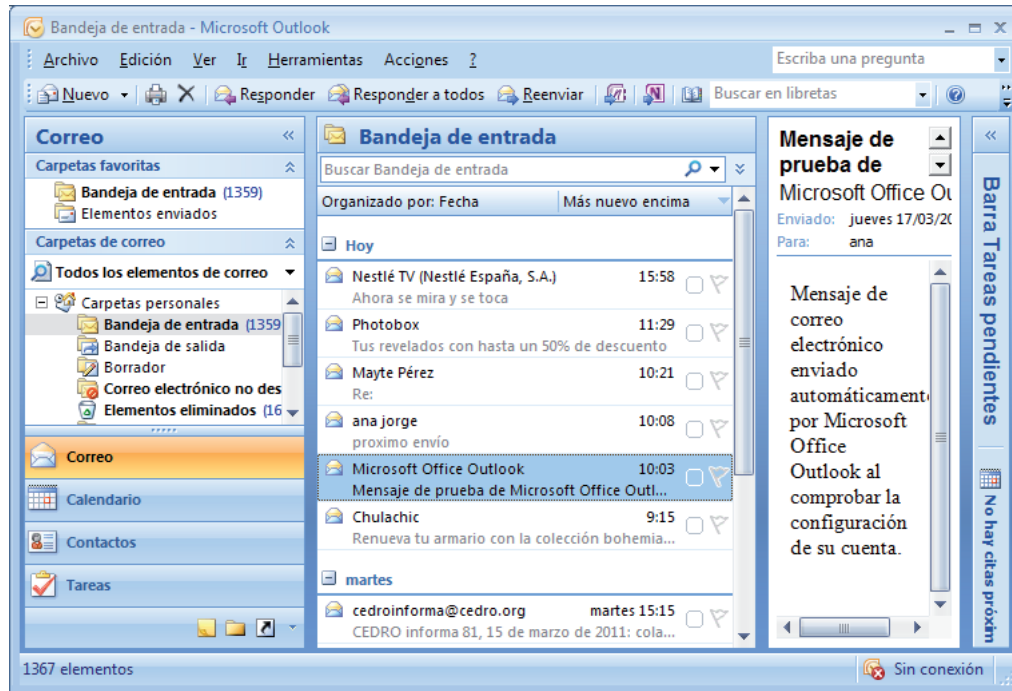 Bandeja de entrada - Microsoft Outlook
Archivo Edición Ver Ir Herramientas Acciones ?
Escriba una pregunta
Nuevo Responder Responder a todos Reenviar Buscar en libretas
Correo
Carpetas favoritas
Bandeja de entrada (1359)
Elementos enviados
Carpetas de correo
Todos los elementos de correo
Carpetas personales
Bandeja de entrada (1359
Bandeja de salida
Borrador
Correo electrónico no des
Elementos eliminados (16
Correo
Calendario
Contactos
Tareas
Bandeja de entrada
Buscar Bandeja de entrada
Organizado por: Fecha Más nuevo encima
Hoy
Nestlé TV (Nestlé España, S.A.) 15:58
Ahora se mira y se toca
Photobox 11:29
Tus revelados con hasta un 50% de descuento
Mayte Pérez 10:21
Re:
ana jorge 10:08
proximo envío
Microsoft Office Outlook 10:03
Mensaje de prueba de Microsoft Office Outl...
Chulachic 9:15
Renueva tu armario con la colección bohemia...
martes
cedroinforma@cedro.org martes 15:15
CEDRO informa 81, 15 de marzo de 2011: cola...
Mensaje de
prueba de
Microsoft Office Ou
Enviado: jueves 17/03/20
Para: ana
Mensaje de
correo
electrónico
enviado
automáticamente
por Microsoft
Office
Outlook al
comprobar la
configuración
de su cuenta.
Barra Tareas pendientes
No hay citas próxim
1367 elementos
Sin conexión